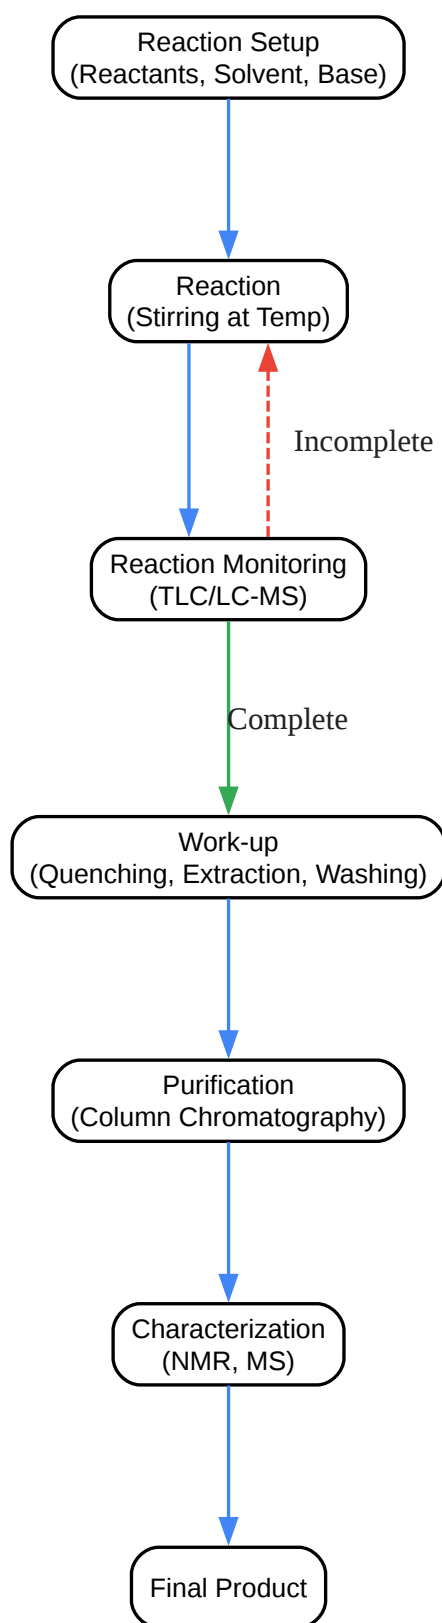 Reaction Setup
(Reactants, Solvent, Base)
Reaction
(Stirring at Temp)
Incomplete
Reaction Monitoring
(TLC/LC-MS)
Complete
Work-up
(Quenching, Extraction, Washing)
Purification
(Column Chromatography)
Characterization
(NMR, MS)
Final Product